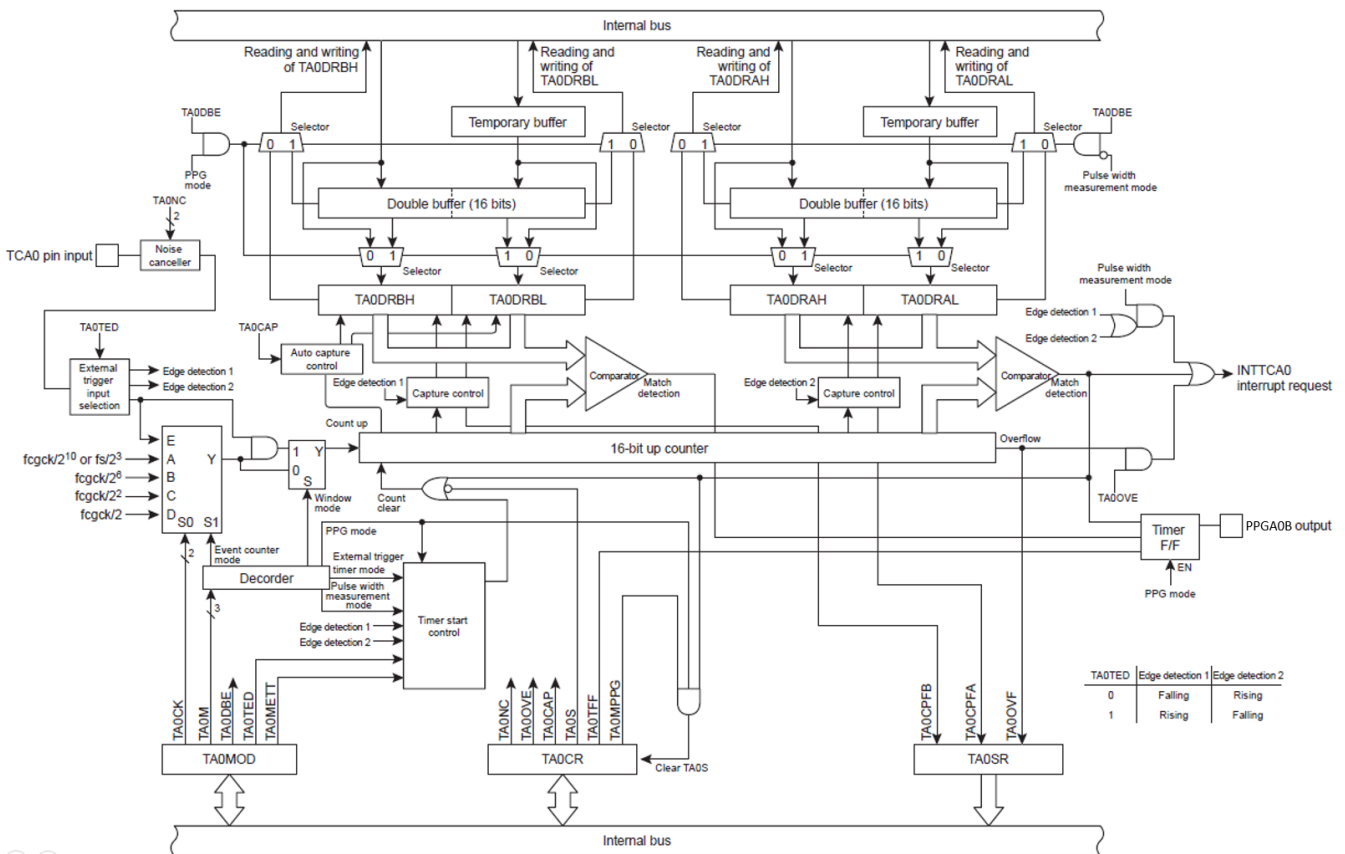 Internal bus
Reading and writing
of TA0DRBH
Reading and
writing of
TA0DRBL
Reading and
writing of
TA0DRAH
Reading and
writing of
TA0DRAL
TA0DBE
Temporary buffer
Temporary buffer
TA0DBE
Selector
Selector
Selector
Selector
0 1
1 0
0 1
1 0
PPG
mode
Pulse width
measurement mode
TA0NC
2
Double buffer (16 bits)
Double buffer (16 bits)
TCA0 pin input
Noise
canceller
0 1
1 0
0 1
1 0
Selector
Selector
Selector
Selector
Pulse width
measurement mode
TA0DRBH
TA0DRBL
TA0DRAH
TA0DRAL
Edge detection 1
Edge detection 2
TA0TED
TA0CAP
Auto capture
control
External
trigger
input
selection
Edge detection 1
Edge detection 2
Edge detection 1
Capture control
Comparator
Match
detection
Edge detection 2
Capture control
Comparator
Match
detection
INTTCA0
interrupt request
Count up
16-bit up counter
Overflow
E
fcgck/2¹⁰ or fs/2³
A
Y
fcgck/2⁶
B
fcgck/2²
C
fcgck/2
D
S0 S1
1 Y
0
S
Window
mode
Count
clear
TA0OVE
PPG mode
Timer
F/F
PPGA0B output
EN
PPG mode
2
Event counter
mode
Decorder
External trigger
timer mode
Pulse width
measurement
mode
3
Edge detection 1
Edge detection 2
Timer start
control
TA0CK
TA0M
TA0DBE
TA0TED
TA0METT
TA0NC
TA0OVE
TA0CAP
TA0S
TA0TFF
TA0MPPG
TA0CPFB
TA0CPFA
TA0OVF
TA0TED Edge detection 1 Edge detection 2
0 Falling Rising
1 Rising Falling
TA0MOD
TA0CR
Clear TA0S
TA0SR
Internal bus